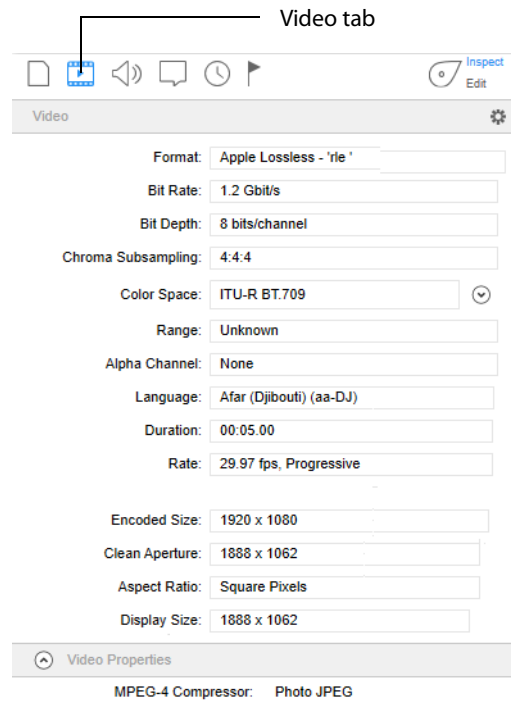 Video tab
Inspect
Edit
Video
Format: Apple Lossless - 'rle '
Bit Rate: 1.2 Gbit/s
Bit Depth: 8 bits/channel
Chroma Subsampling: 4:4:4
Color Space: ITU-R BT.709
Range: Unknown
Alpha Channel: None
Language: Afar (Djibouti) (aa-DJ)
Duration: 00:05.00
Rate: 29.97 fps, Progressive
Encoded Size: 1920 x 1080
Clean Aperture: 1888 x 1062
Aspect Ratio: Square Pixels
Display Size: 1888 x 1062
Video Properties
MPEG-4 Compressor: Photo JPEG